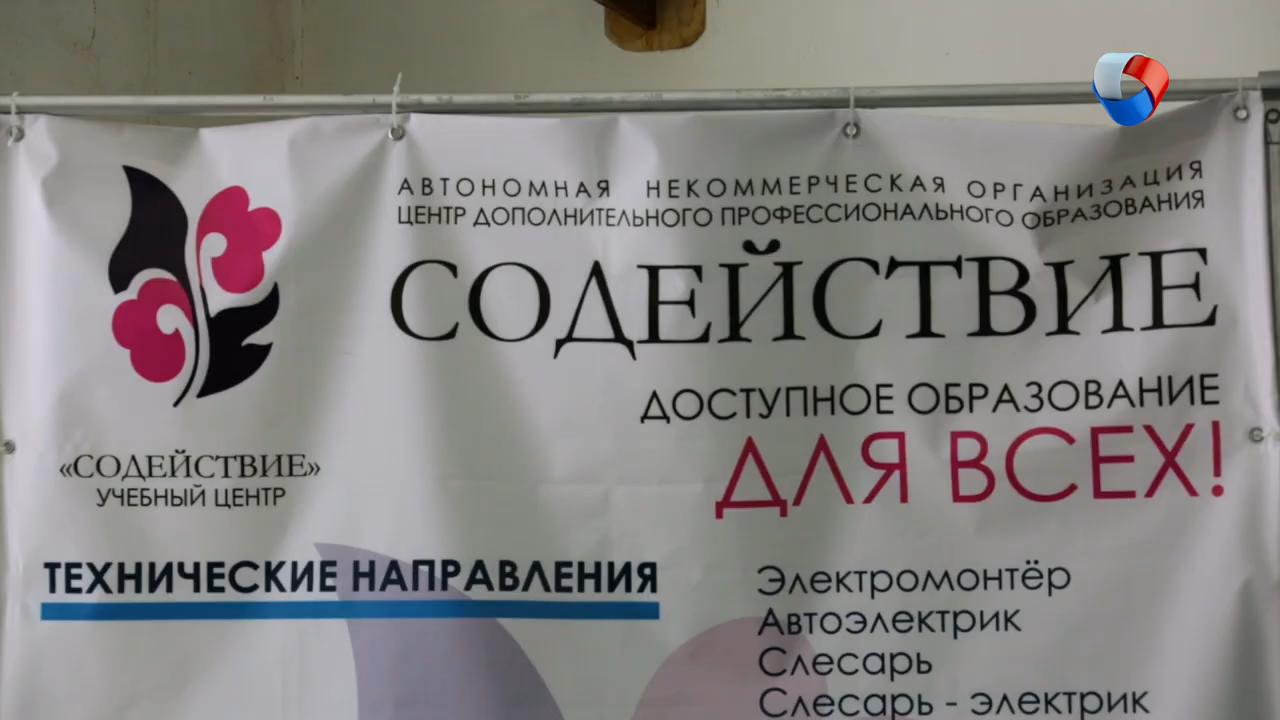 АВТОНОМНАЯ НЕКОММЕРЧЕСКАЯ ОРГАНИЗАЦИЯ
ЦЕНТР ДОПОЛНИТЕЛЬНОГО ПРОФЕССИОНАЛЬНОГО ОБРАЗОВАНИЯ
СОДЕЙСТВИЕ
ДОСТУПНОЕ ОБРАЗОВАНИЕ
ДЛЯ ВСЕХ!
«СОДЕЙСТВИЕ»
УЧЕБНЫЙ ЦЕНТР
ТЕХНИЧЕСКИЕ НАПРАВЛЕНИЯ
Электромонтёр
Автоэлектрик
Слесарь
Слесарь - электрик